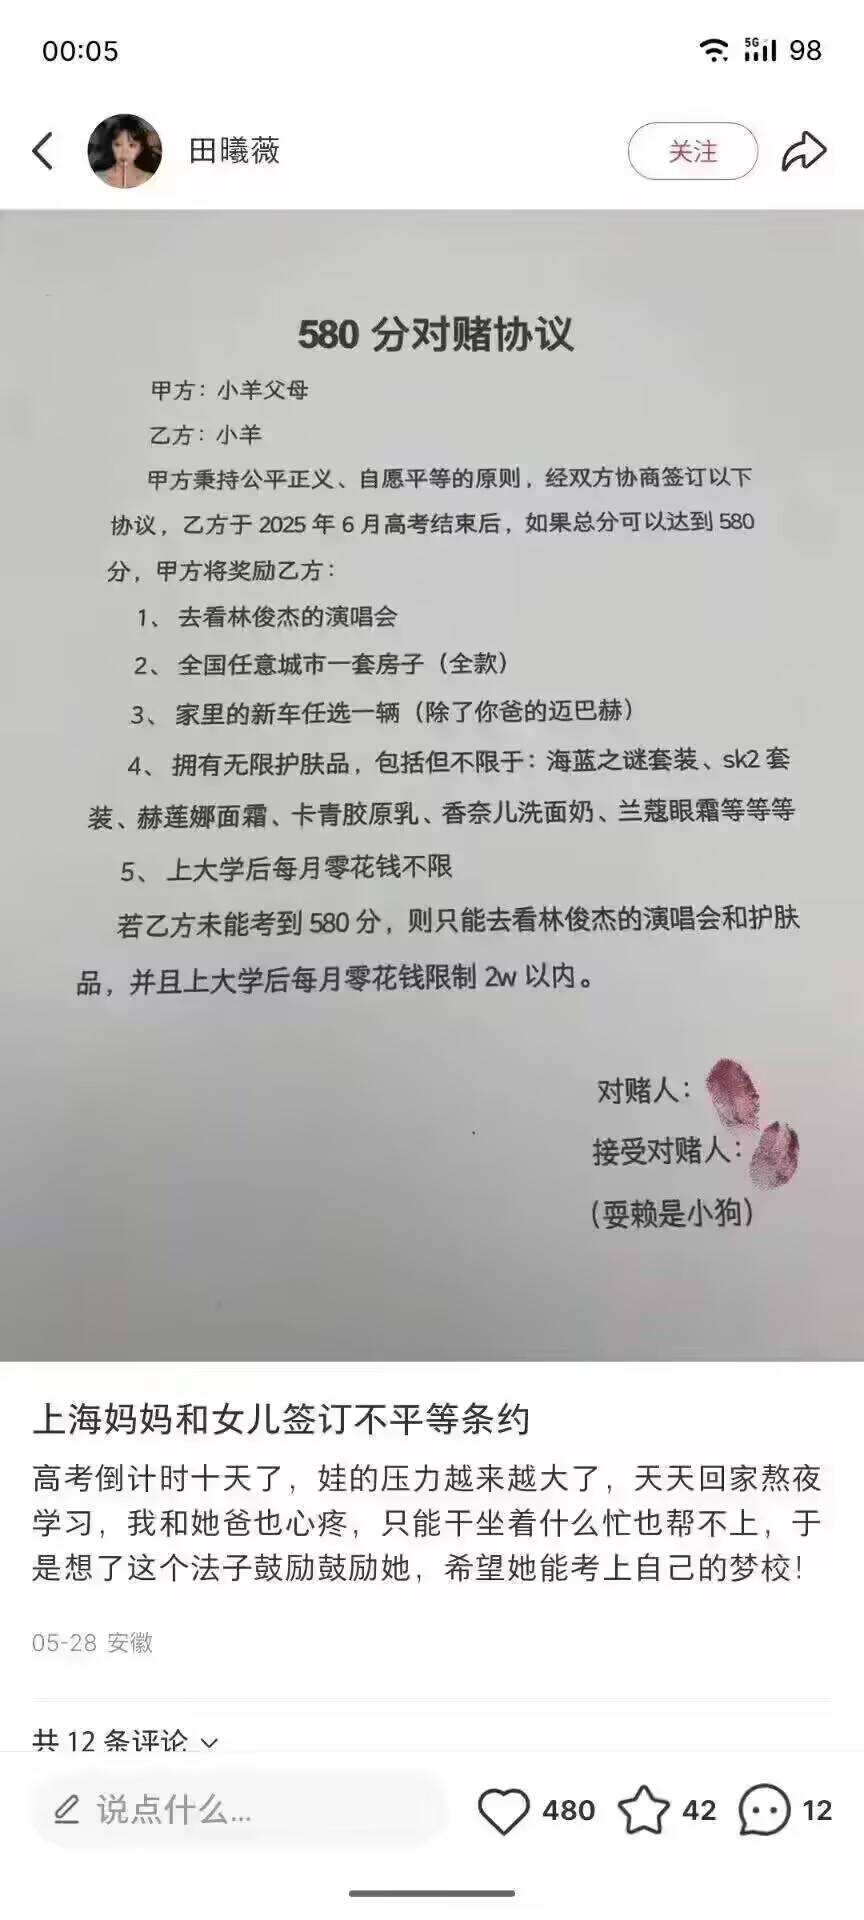 00:05
5G 98
田曦薇
关注
580 分对赌协议
甲方：小羊父母
乙方：小羊
甲方秉持公平正义、自愿平等的原则，经双方协商签订以下
协议，乙方于 2025 年 6 月高考结束后，如果总分可以达到 580
分，甲方将奖励乙方：
1、 去看林俊杰的演唱会
2、 全国任意城市一套房子（全款）
3、 家里的新车任选一辆（除了你爸的迈巴赫）
4、 拥有无限护肤品，包括但不限于：海蓝之谜套装、sk2 套
装、赫莲娜面霜、卡青胶原乳、香奈儿洗面奶、兰蔻眼霜等等等
5、 上大学后每月零花钱不限
若乙方未能考到 580 分，则只能去看林俊杰的演唱会和护肤
品，并且上大学后每月零花钱限制 2w 以内。
对赌人：
接受对赌人：
（耍赖是小狗）
上海妈妈和女儿签订不平等条约
高考倒计时十天了，娃的压力越来越大了，天天回家熬夜
学习，我和她爸也心疼，只能干坐着什么忙也帮不上，于
是想了这个法子鼓励鼓励她，希望她能考上自己的梦校！
05-28 安徽
共 12 条评论
说点什么...
480
42
12